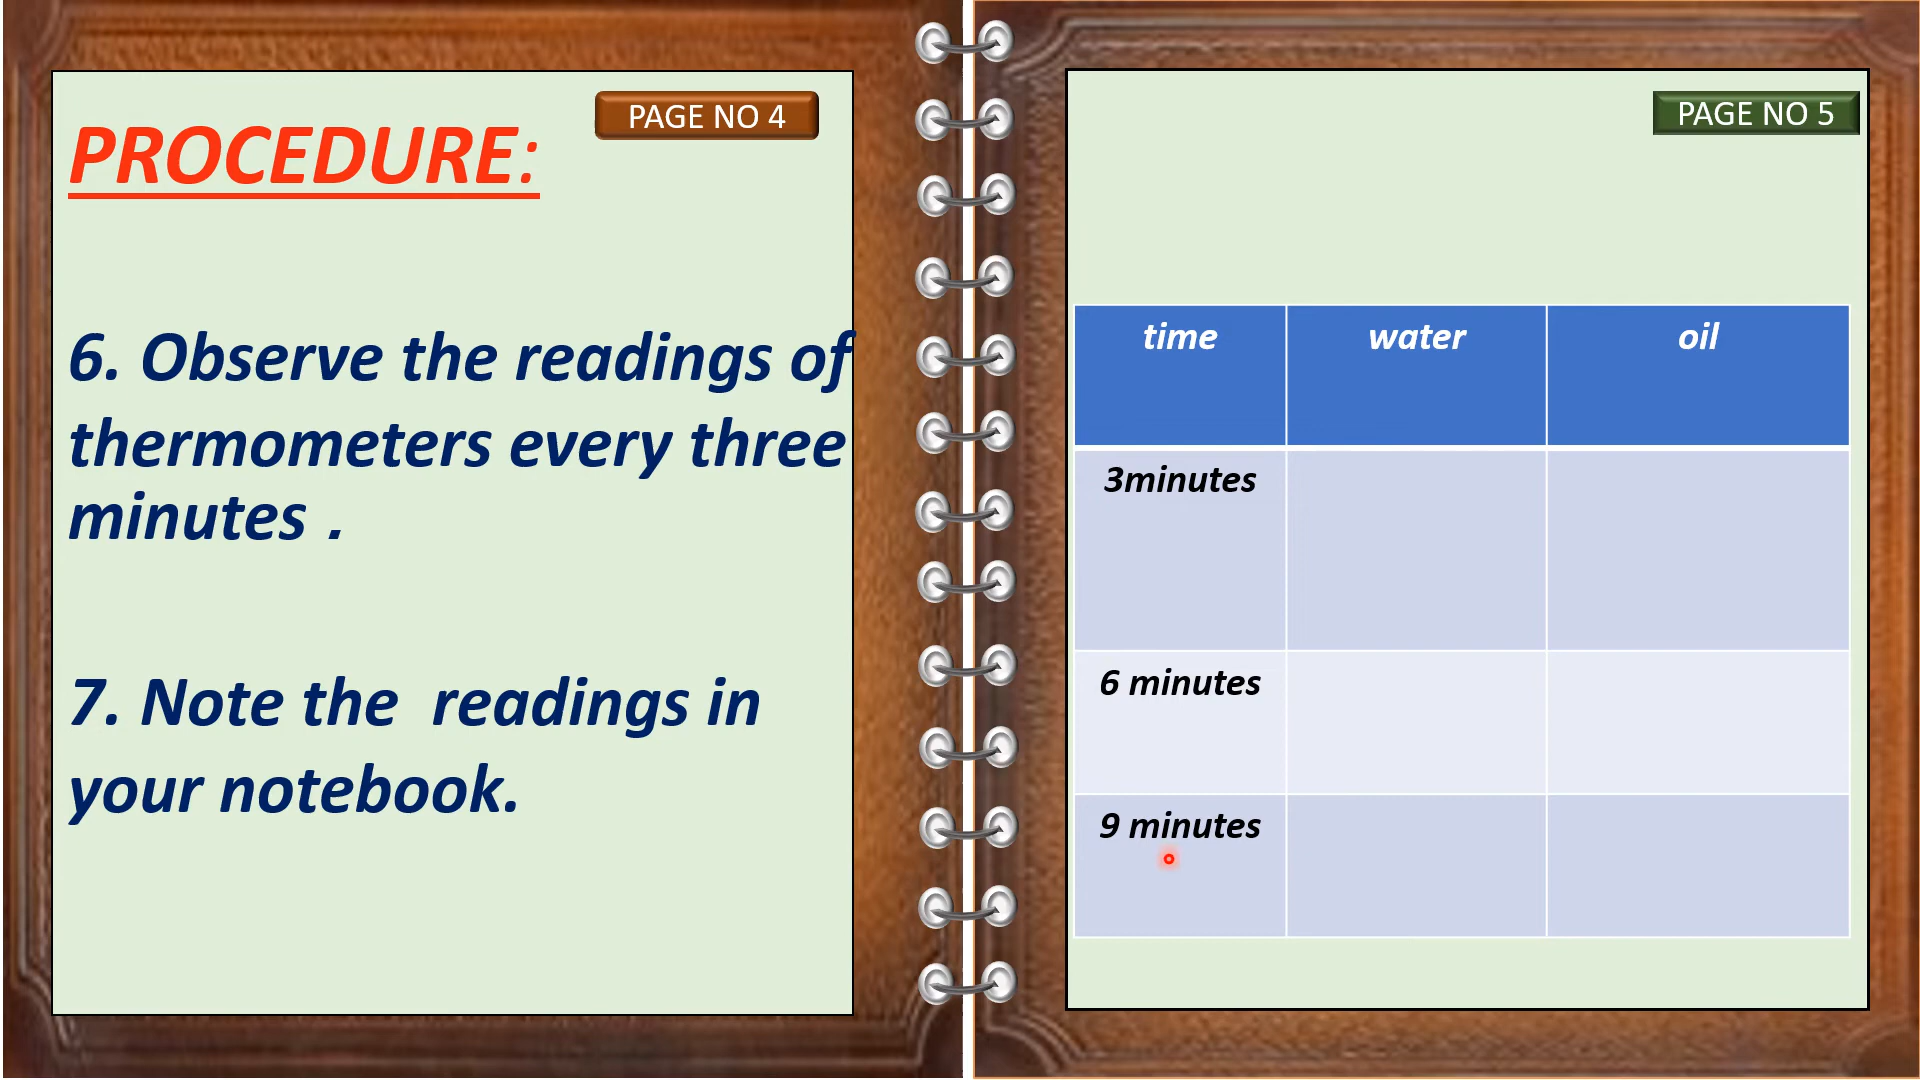 PAGE NO 4
PROCEDURE:
6. Observe the readings of
thermometers every three
minutes .
7. Note the  readings in
your notebook.
PAGE NO 5
time water oil
3minutes
6 minutes
9 minutes